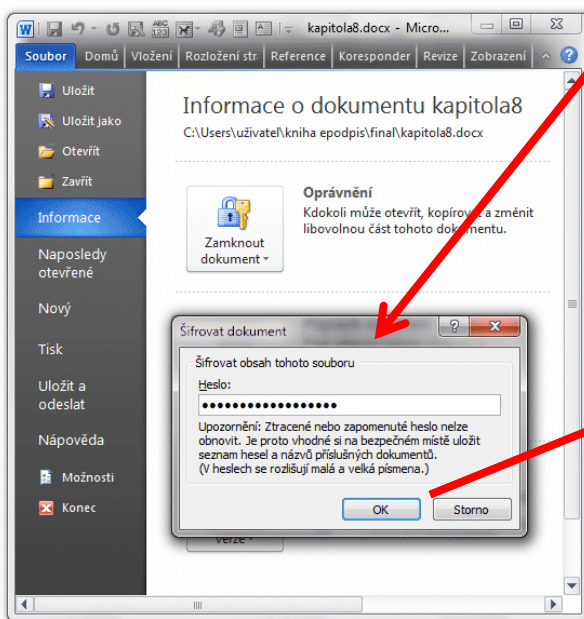 kapitola8.docx - Micro...
Soubor Domů Vložení Rozložení str Reference Koresponder Revize Zobrazení
Uložit
Uložit jako
Otevřít
Zavřít
Informace
Naposledy
otevřené
Nový
Tisk
Uložit a
odeslat
Nápověda
Možnosti
Konec
Informace o dokumentu kapitola8
C:\Users\uživatel\kniha epodpis\final\kapitola8.docx
Zamknout
dokument
Oprávnění
Kdokoli může otevřít, kopírovat a změnit
libovolnou část tohoto dokumentu.
Šifrovat dokument
Šifrovat obsah tohoto souboru
Heslo:
••••••••••••••••••
Upozornění: Ztracené nebo zapomenuté heslo nelze
obnovit. Je proto vhodné si na bezpečném místě uložit
seznam hesel a názvů příslušných dokumentů.
(V heslech se rozlišují malá a velká písmena.)
OK Storno
verze